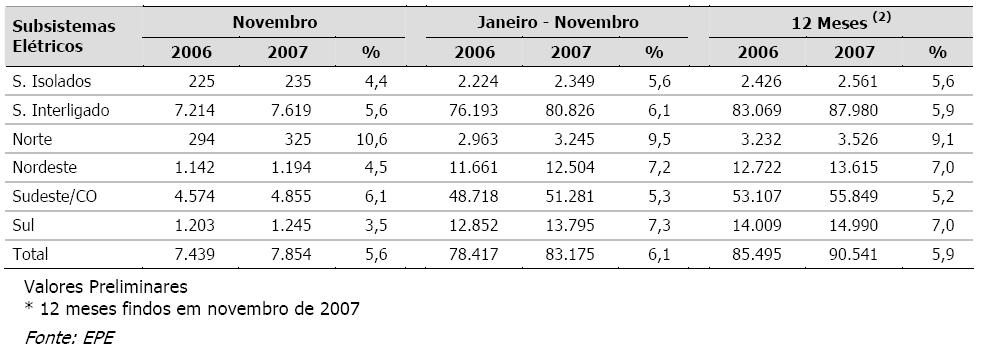 Subsistemas Elétricos Novembro Janeiro - Novembro 12 Meses (2)
2006 2007 % 2006 2007 % 2006 2007 %
S. Isolados 225 235 4,4 2.224 2.349 5,6 2.426 2.561 5,6
S. Interligado 7.214 7.619 5,6 76.193 80.826 6,1 83.069 87.980 5,9
Norte 294 325 10,6 2.963 3.245 9,5 3.232 3.526 9,1
Nordeste 1.142 1.194 4,5 11.661 12.504 7,2 12.722 13.615 7,0
Sudeste/CO 4.574 4.855 6,1 48.718 51.281 5,3 53.107 55.849 5,2
Sul 1.203 1.245 3,5 12.852 13.795 7,3 14.009 14.990 7,0
Total 7.439 7.854 5,6 78.417 83.175 6,1 85.495 90.541 5,9
Valores Preliminares
* 12 meses findos em novembro de 2007
Fonte: EPE